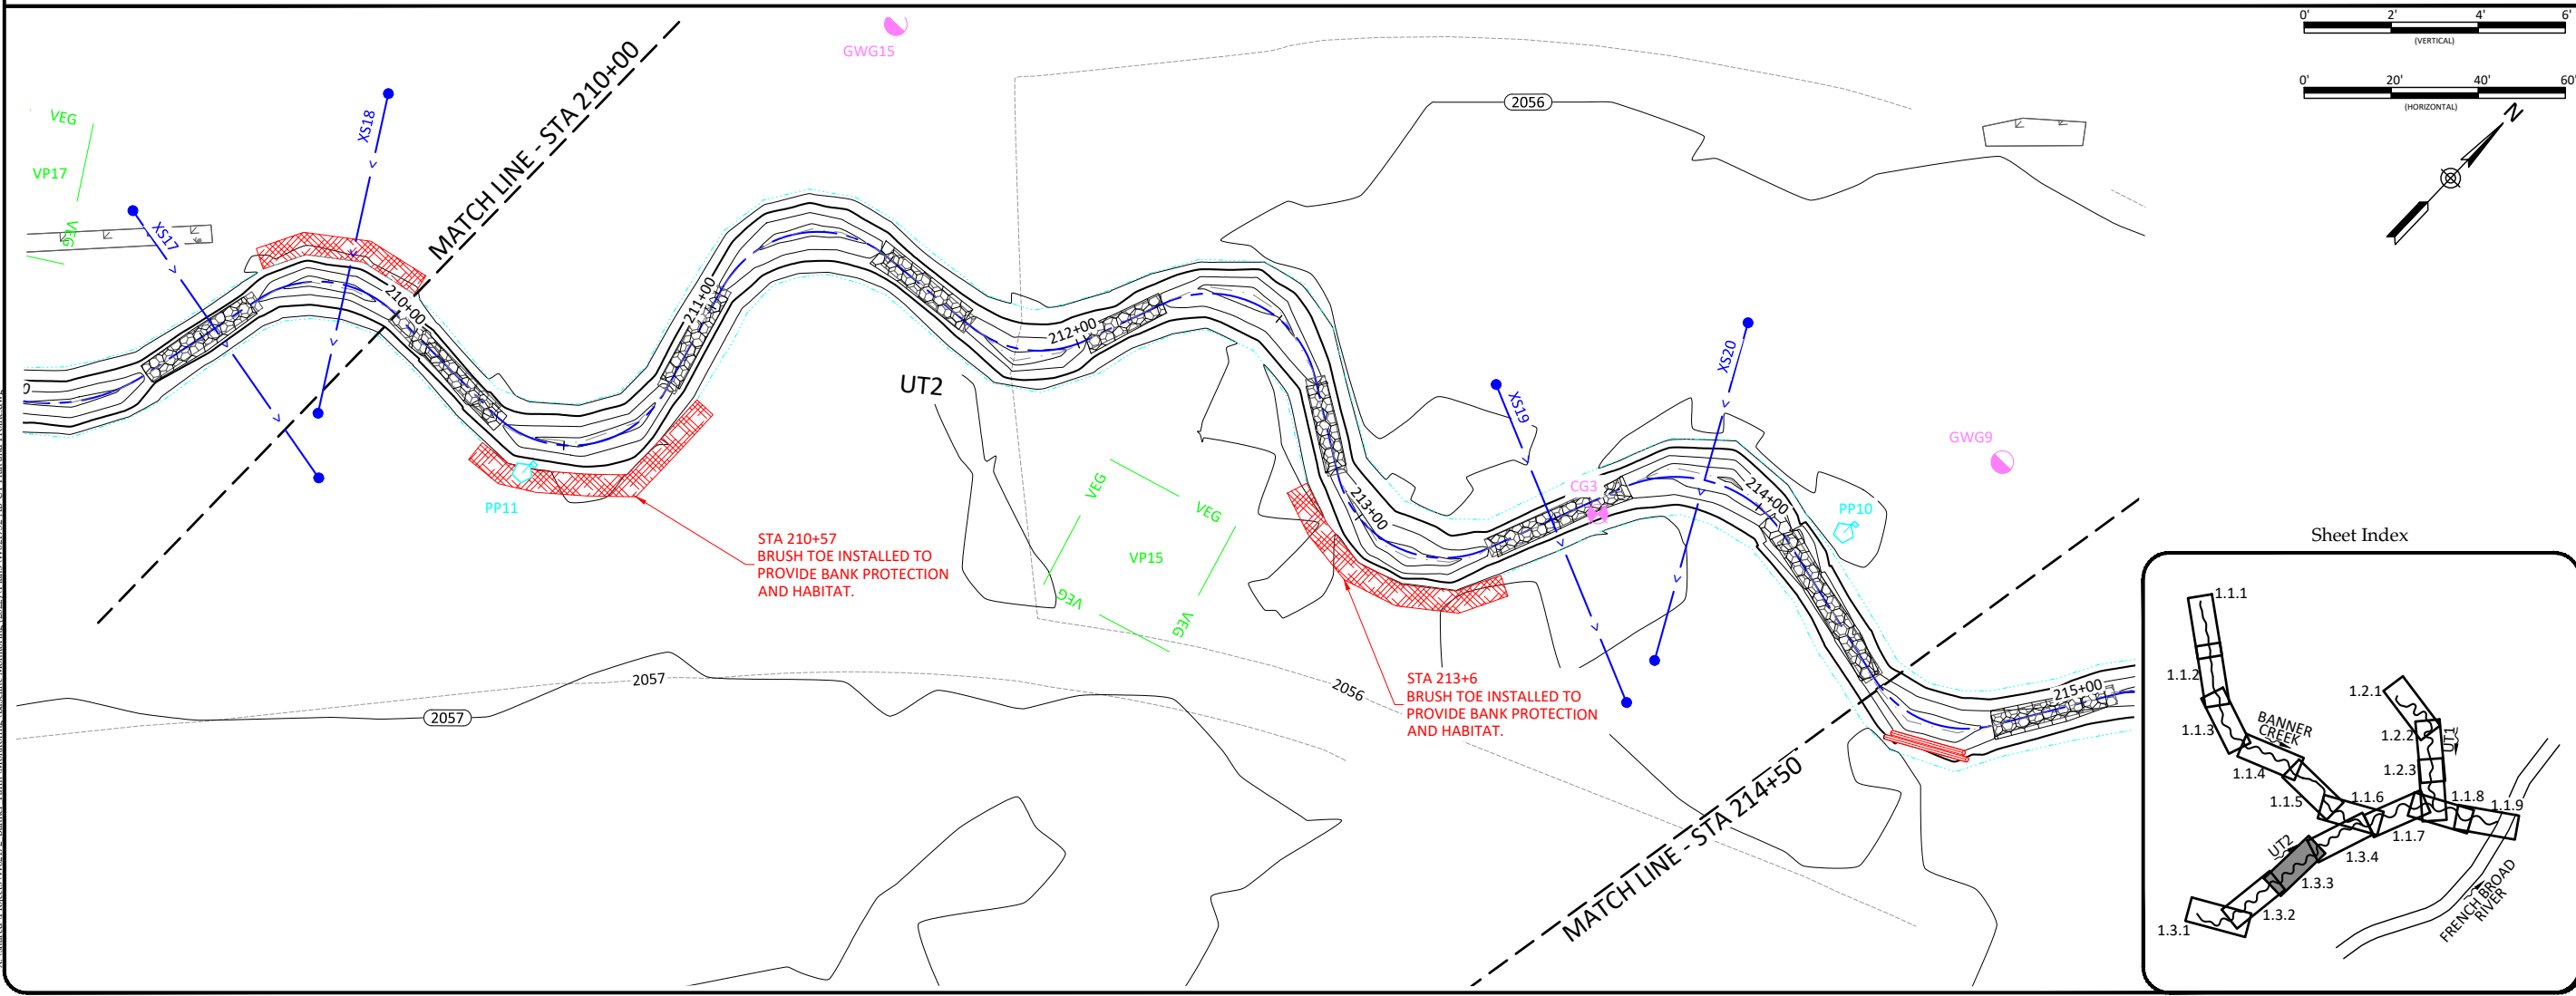 0' 2' 4' 6'
(VERTICAL)
0' 20' 40' 60'
(HORIZONTAL)
N
GWG15
MATCH LINE - STA 210+00
XS18
VEG
VP17
VEG
XS17
2056
210+00
211+00
212+00
UT2
XS20
XS19
GWG9
CG3
214+00
PP10
213+00
PP11
VEG
VEG
VP15
VEG
VEG
STA 210+57
BRUSH TOE INSTALLED TO
PROVIDE BANK PROTECTION
AND HABITAT.
STA 213+6
BRUSH TOE INSTALLED TO
PROVIDE BANK PROTECTION
AND HABITAT.
2057
2057
2056
215+00
MATCH LINE - STA 214+50
Sheet Index
1.1.1
1.1.2
1.1.3
BANNER
CREEK
1.1.4
1.1.5
1.1.6
1.2.1
1.2.2
UT1
1.2.3
1.1.8
1.1.9
1.1.7
1.3.4
UT2
1.3.3
1.3.2
1.3.1
FRENCH BROAD
RIVER